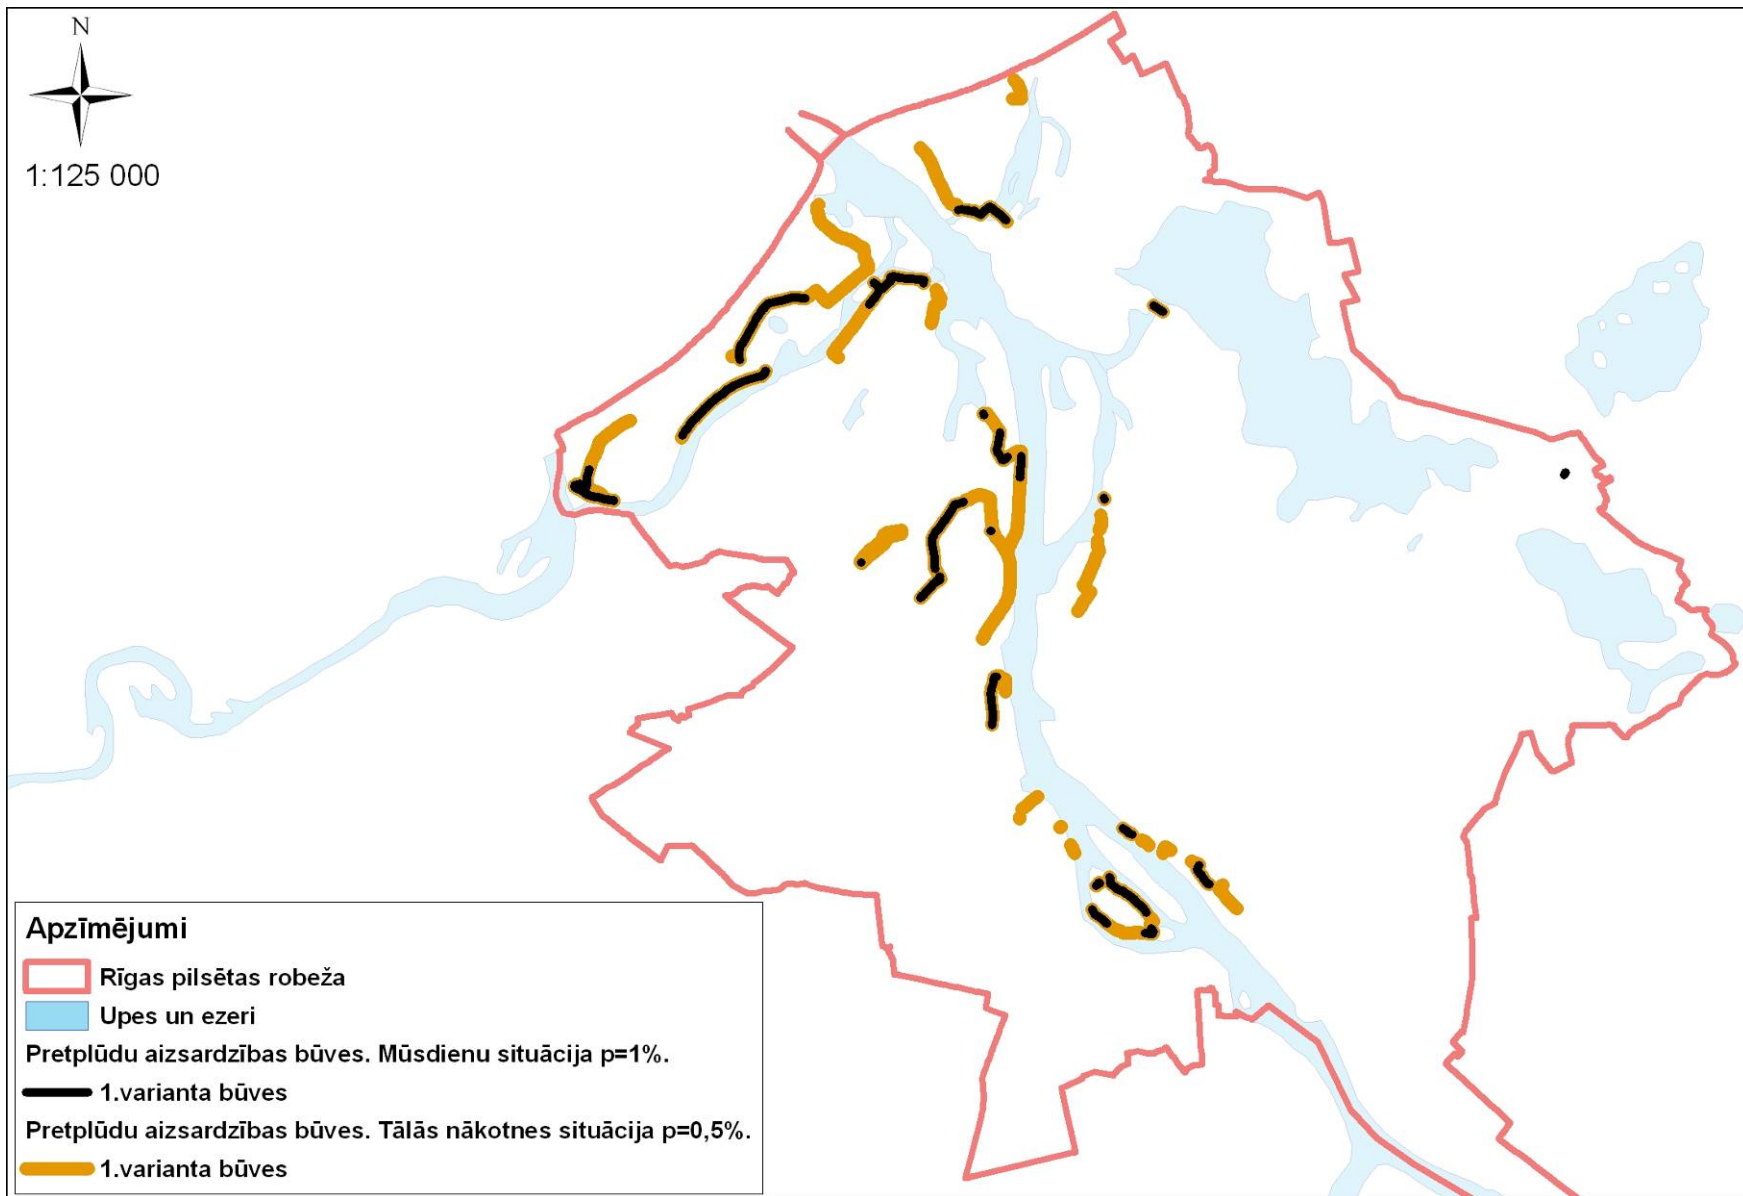 N
1:125 000
Apzīmējumi
Rīgas pilsētas robeža
Upes un ezeri
Pretplūdu aizsardzības būves. Mūsdienu situācija p=1%.
1.varianta būves
Pretplūdu aizsardzības būves. Tālās nākotnes situācija p=0,5%.
1.varianta būves